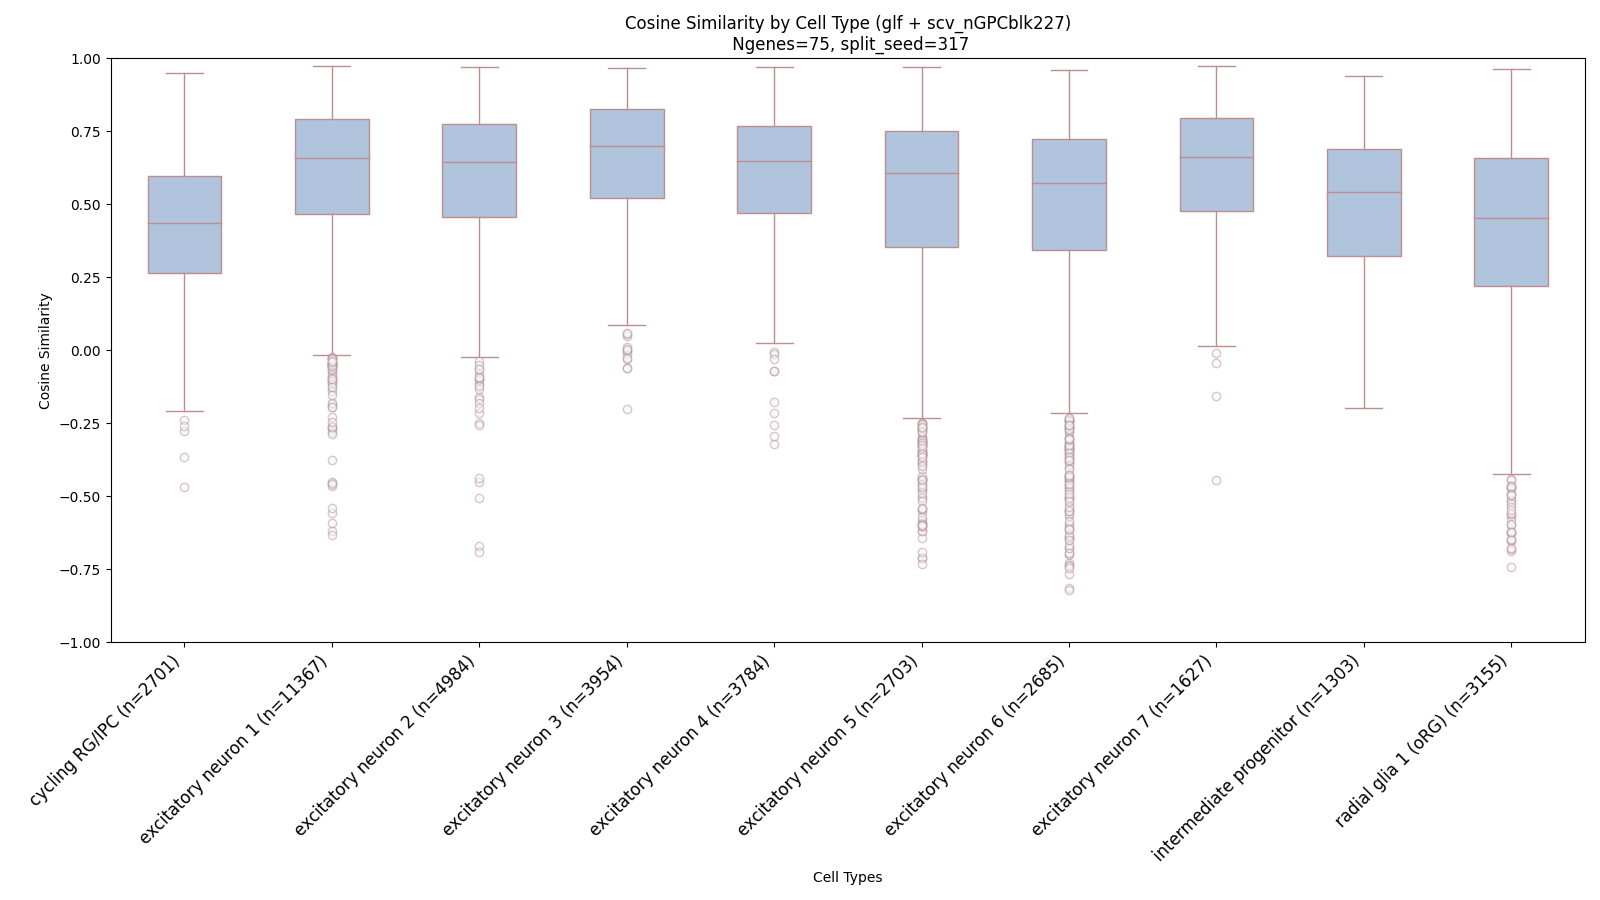 Cosine Similarity by Cell Type (glf + scv_nGPCblk227)
Ngenes=75, split_seed=317
1.00
0.75
0.50
0.25
0.00
−0.25
−0.50
−0.75
−1.00
Cosine Similarity
cycling RG/IPC (n=2701)
excitatory neuron 1 (n=11367)
excitatory neuron 2 (n=4984)
excitatory neuron 3 (n=3954)
excitatory neuron 4 (n=3784)
excitatory neuron 5 (n=2703)
excitatory neuron 6 (n=2685)
excitatory neuron 7 (n=1627)
intermediate progenitor (n=1303)
radial glia 1 (oRG) (n=3155)
Cell Types